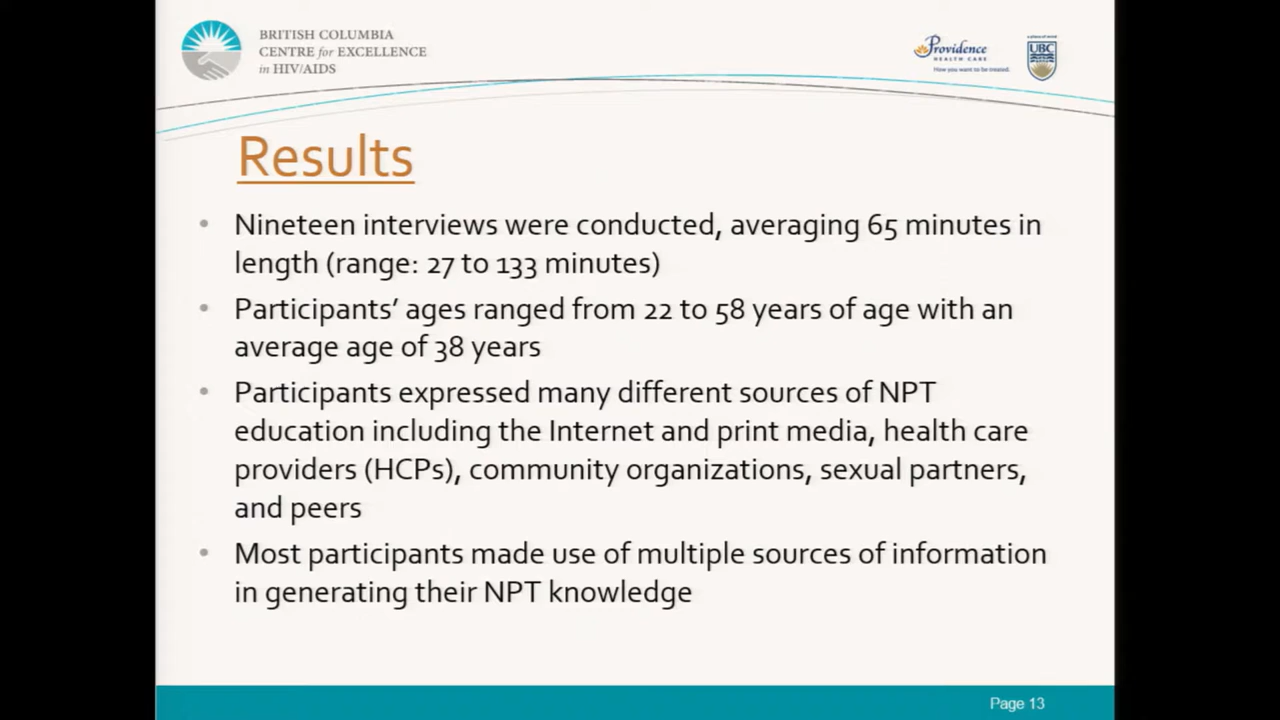 BRITISH COLUMBIA
CENTRE for EXCELLENCE
in HIV/AIDS
Providence
HEALTH CARE
How you want to be treated.
a place of mind
UBC
Results
• Nineteen interviews were conducted, averaging 65 minutes in
length (range: 27 to 133 minutes)
• Participants’ ages ranged from 22 to 58 years of age with an
average age of 38 years
• Participants expressed many different sources of NPT
education including the Internet and print media, health care
providers (HCPs), community organizations, sexual partners,
and peers
• Most participants made use of multiple sources of information
in generating their NPT knowledge
Page 13